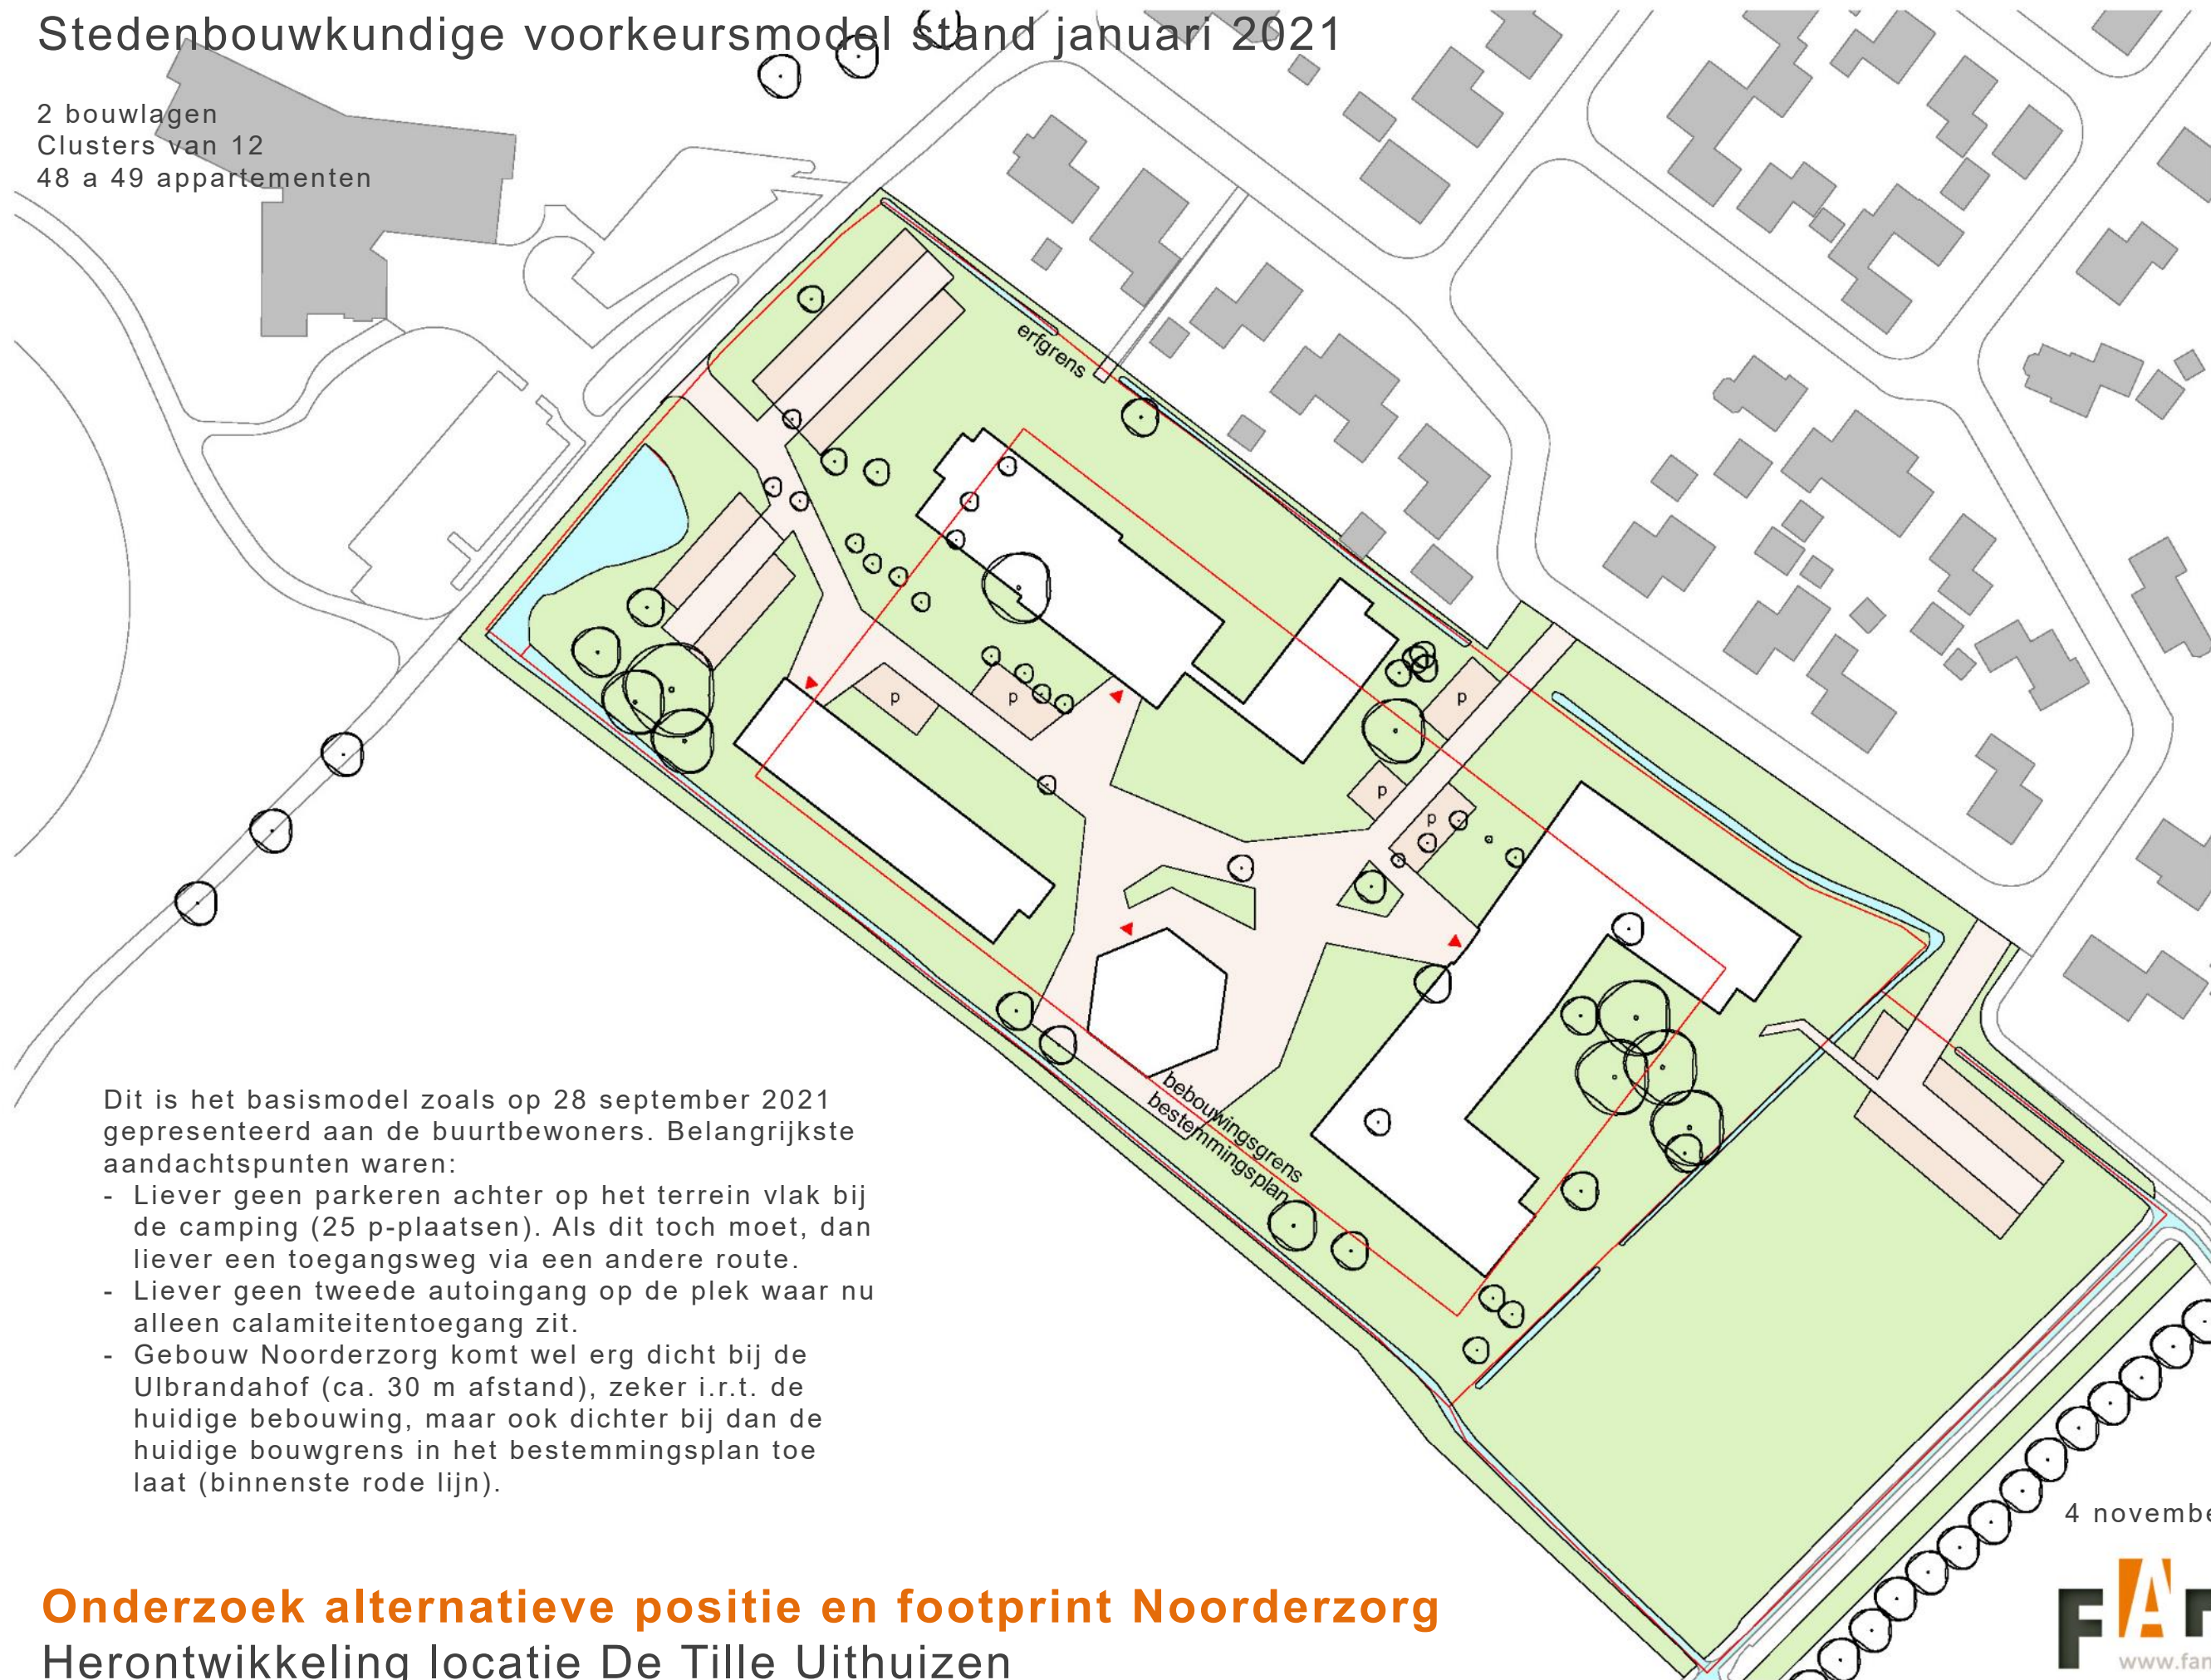 Stedenbouwkundige voorkeursmodel stand januari 2021
2 bouwlagen
Clusters van 12
48 a 49 appartementen
erfgrens
p
p
p
p
p
bebouwingsgrens
bestemmingsplan
Dit is het basismodel zoals op 28 september 2021
gepresenteerd aan de buurtbewoners. Belangrijkste
aandachtspunten waren:
- Liever geen parkeren achter op het terrein vlak bij
de camping (25 p-plaatsen). Als dit toch moet, dan
liever een toegangsweg via een andere route.
- Liever geen tweede autoingang op de plek waar nu
alleen calamiteitentoegang zit.
- Gebouw Noorderzorg komt wel erg dicht bij de
Ulbrandahof (ca. 30 m afstand), zeker i.r.t. de
huidige bebouwing, maar ook dichter bij dan de
huidige bouwgrens in het bestemmingsplan toe
laat (binnenste rode lijn).
4
Onderzoek alternatieve positie en footprint Noorderzorg
Herontwikkeling locatie De Tille Uithuizen